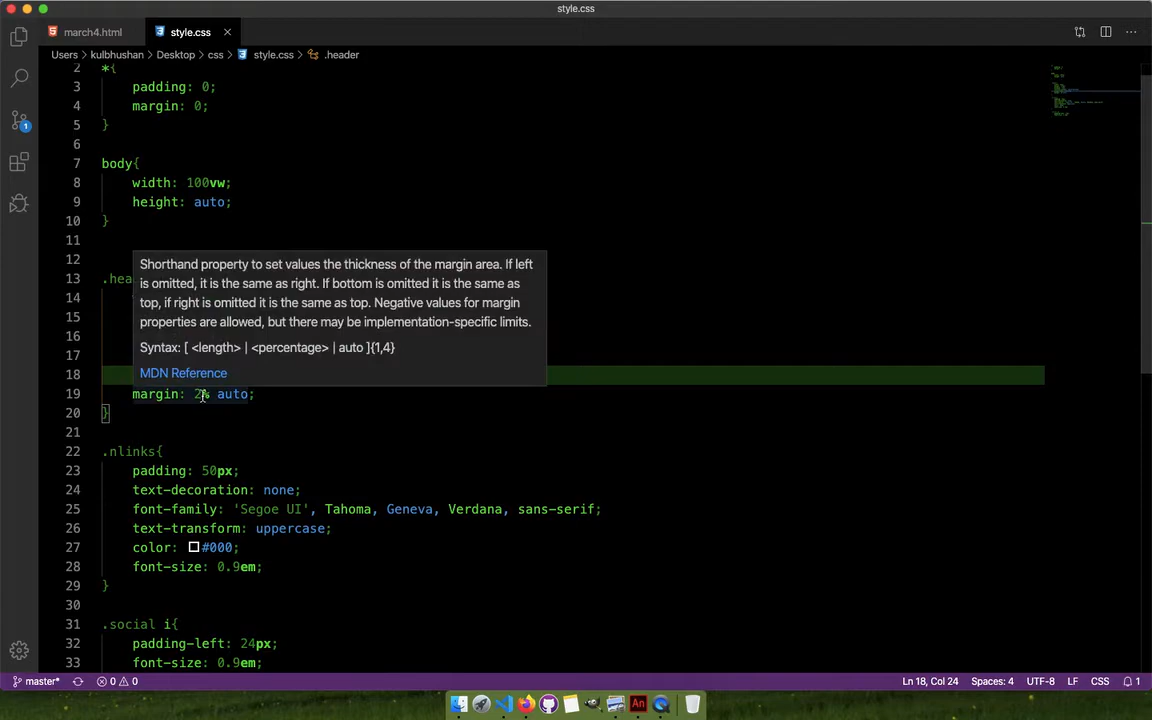 style.css
march4.html
style.css
Users > kulbhushan > Desktop > css > style.css > .header
2 *{
3 padding: 0;
4 margin: 0;
5 }
6
7 body{
8 width: 100vw;
9 height: auto;
10 }
11
12
13 .hea
Shorthand property to set values the thickness of the margin area. If left
is omitted, it is the same as right. If bottom is omitted it is the same as
14
15
top, if right is omitted it is the same as top. Negative values for margin
16
properties are allowed, but there may be implementation-specific limits.
17
Syntax: [ <length> | <percentage> | auto ]{1,4}
18
MDN Reference
19 margin: 2% auto;
20 }
21
22 .nlinks{
23 padding: 50px;
24 text-decoration: none;
25 font-family: 'Segoe UI', Tahoma, Geneva, Verdana, sans-serif;
26 text-transform: uppercase;
27 color: #000;
28 font-size: 0.9em;
29 }
30
31 .social i{
32 padding-left: 24px;
33 font-size: 0.9em;
1
master* 0 0 Ln 18, Col 24 Spaces: 4 UTF-8 LF CSS 1
An